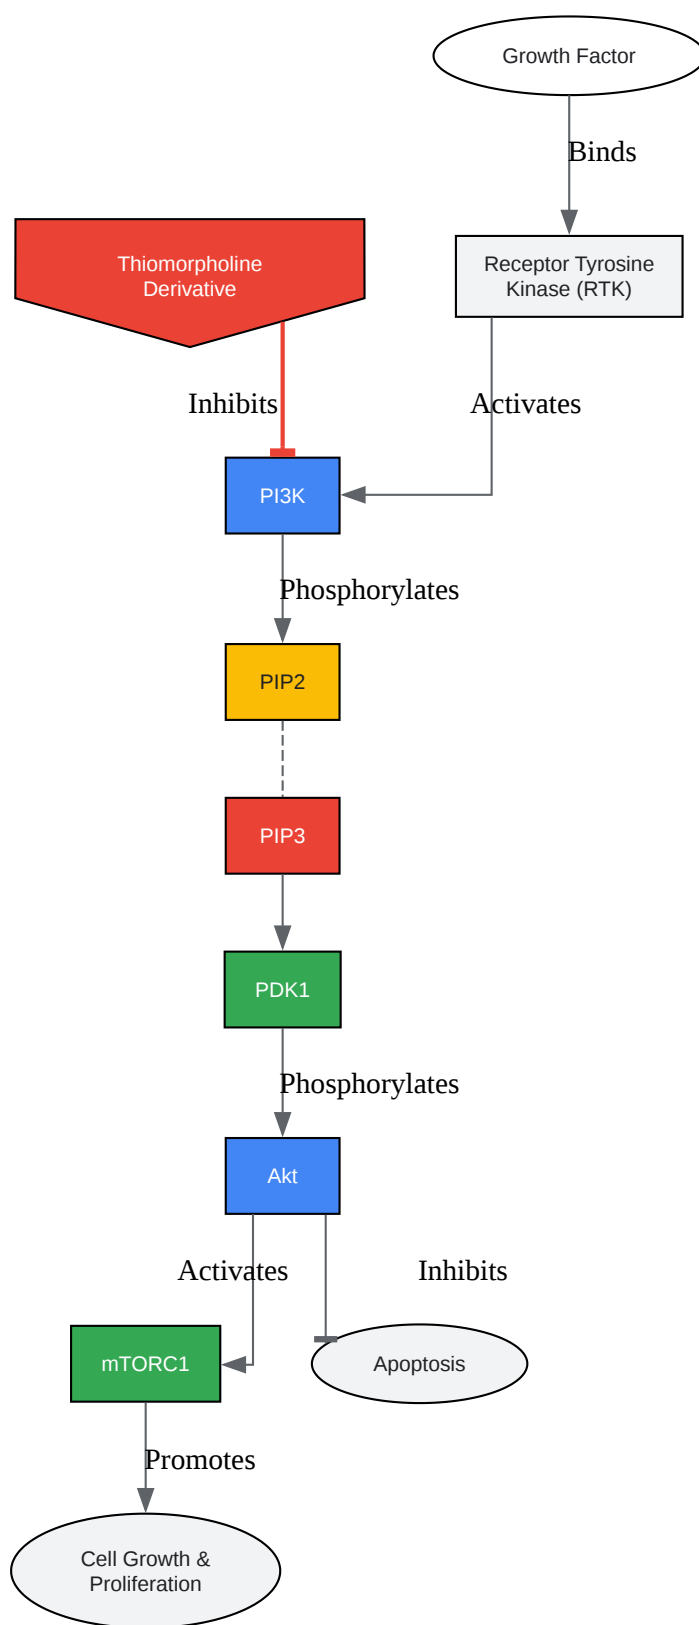 Growth Factor
Binds
Thiomorpholine
Derivative
Receptor Tyrosine
Kinase (RTK)
Inhibits
Activates
PI3K
Phosphorylates
PIP2
PIP3
PDK1
Phosphorylates
Akt
Activates
Inhibits
mTORC1
Apoptosis
Promotes
Cell Growth &
Proliferation